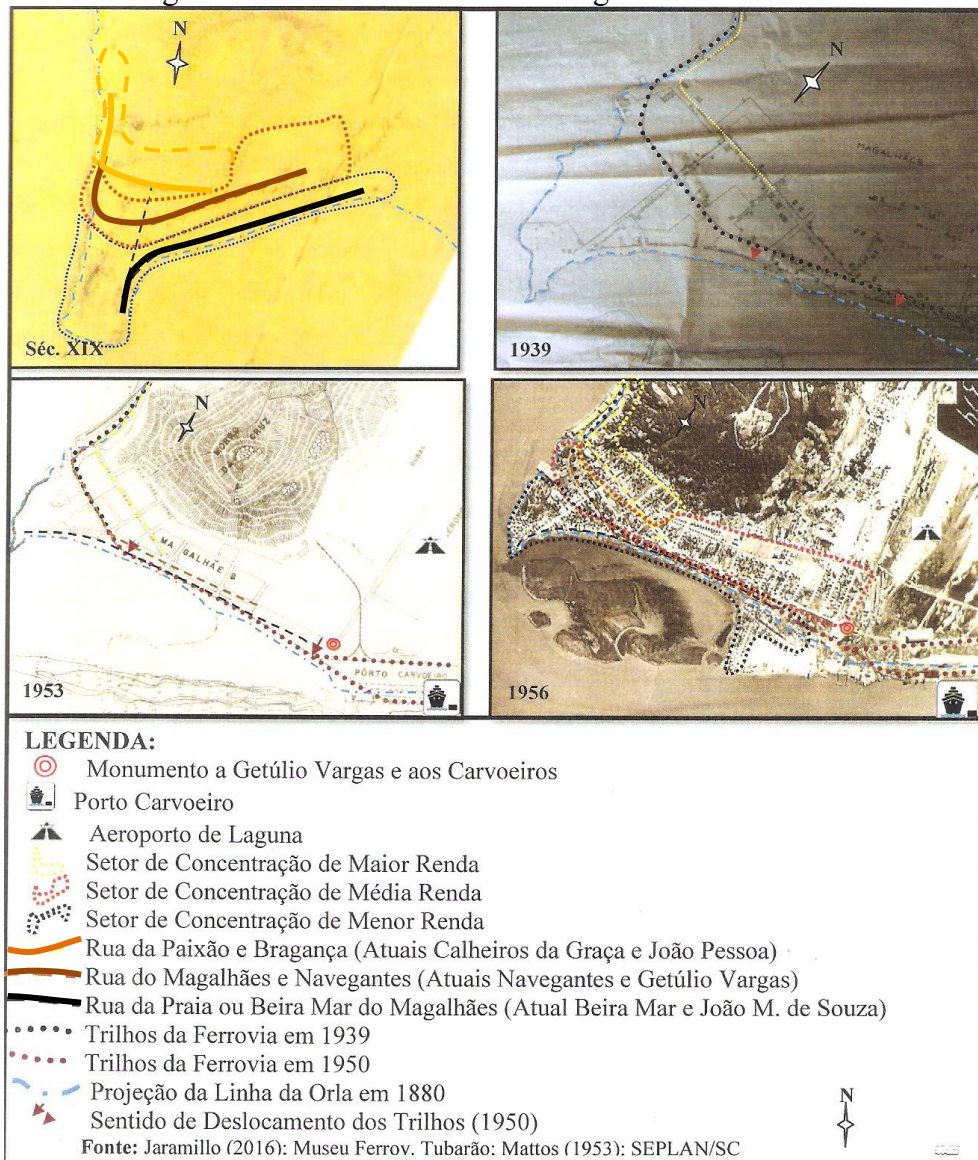 N
Séc. XIX
N
MAGALHÃES
1939
N
MORRO
DA
CRUZ
MAGALHÃES
PÔRTO CARVOEIRO
1953
N
1956
LEGENDA:
Monumento a Getúlio Vargas e aos Carvoeiros
Porto Carvoeiro
Aeroporto de Laguna
Setor de Concentração de Maior Renda
Setor de Concentração de Média Renda
Setor de Concentração de Menor Renda
Rua da Paixão e Bragança (Atuais Calheiros da Graça e João Pessoa)
Rua do Magalhães e Navegantes (Atuais Navegantes e Getúlio Vargas)
Rua da Praia ou Beira Mar do Magalhães (Atual Beira Mar e João M. de Souza)
Trilhos da Ferrovia em 1939
Trilhos da Ferrovia em 1950
Projeção da Linha da Orla em 1880
Sentido de Deslocamento dos Trilhos (1950)
N
Fonte: Jaramillo (2016); Museu Ferrov. Tubarão; Mattos (1953); SEPLAN/SC